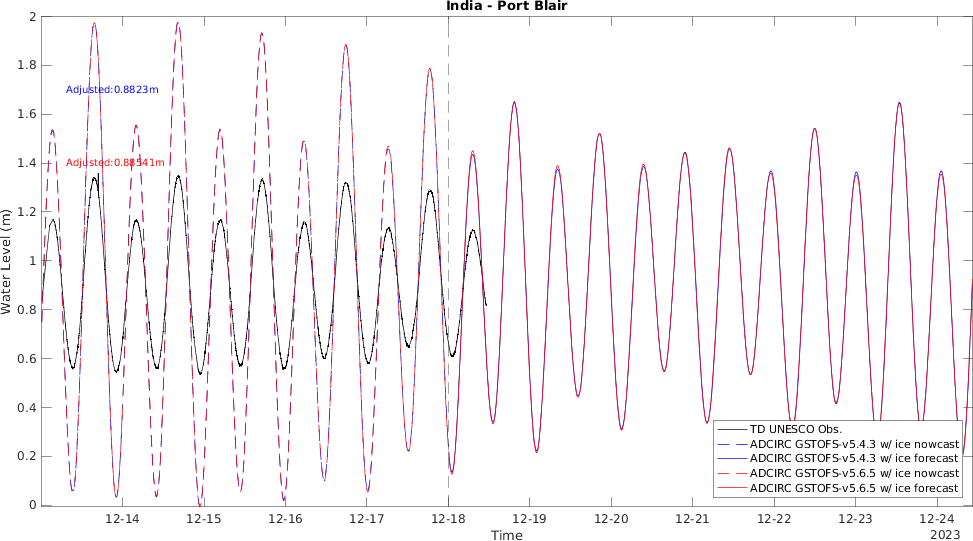 India - Port Blair
2
1.8
Adjusted:0.8823m
1.6
1.4
Adjusted:0.88541m
1.2
1
0.8
0.6
0.4
0.2
0
Water Level (m)
TD UNESCO Obs.
ADCIRC GSTOFS-v5.4.3 w/ ice nowcast
ADCIRC GSTOFS-v5.4.3 w/ ice forecast
ADCIRC GSTOFS-v5.6.5 w/ ice nowcast
ADCIRC GSTOFS-v5.6.5 w/ ice forecast
12-14 12-15 12-16 12-17 12-18 12-19 12-20 12-21 12-22 12-23 12-24
2023
Time